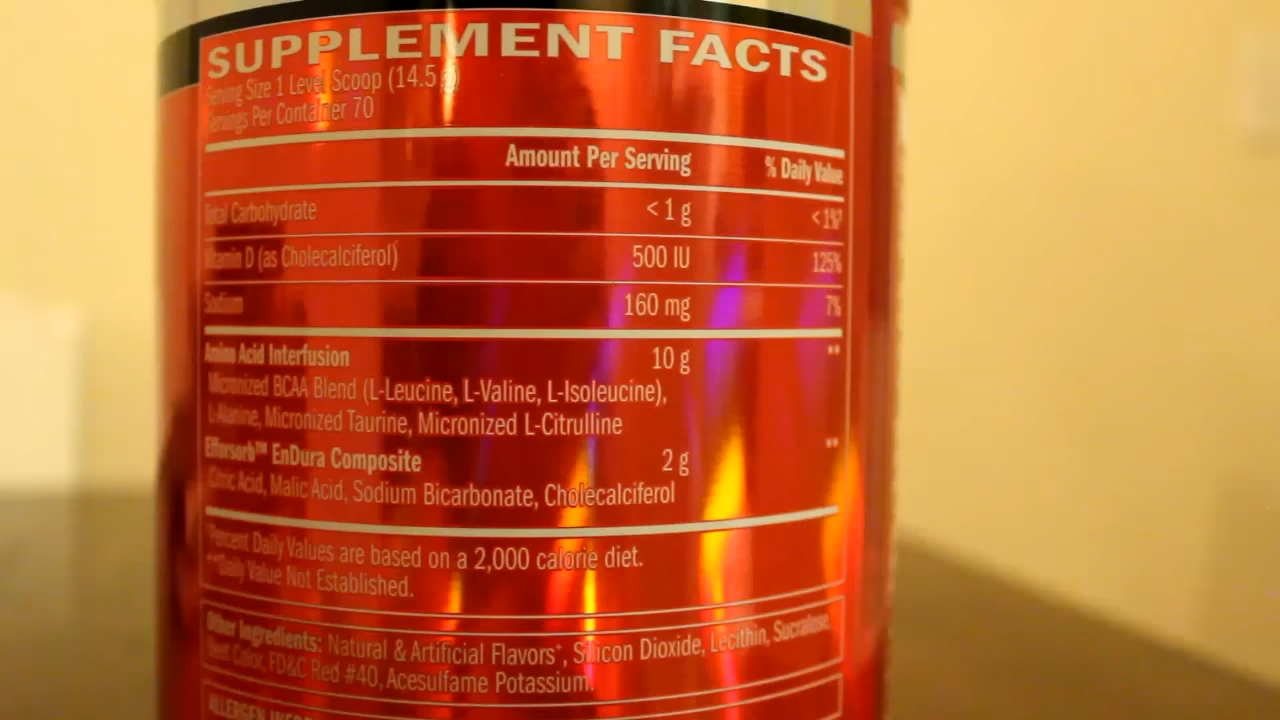 SUPPLEMENT FACTS
Serving Size 1 Level Scoop (14.5 g)
Servings Per Container 70
Amount Per Serving % Daily Value
Total Carbohydrate <1 g <1%*
Vitamin D (as Cholecalciferol) 500 IU 125%
Sodium 160 mg 7%
Amino Acid Interfusion 10 g **
Micronized BCAA Blend (L-Leucine, L-Valine, L-Isoleucine),
L-Alanine, Micronized Taurine, Micronized L-Citrulline
Effersorb™ EnDura Composite 2 g **
Citric Acid, Malic Acid, Sodium Bicarbonate, Cholecalciferol
*Percent Daily Values are based on a 2,000 calorie diet.
**Daily Value Not Established.
Other Ingredients: Natural & Artificial Flavors*, Silicon Dioxide, Lecithin, Sucralose,
Beet Color, FD&C Red #40, Acesulfame Potassium.
ALLERGEN